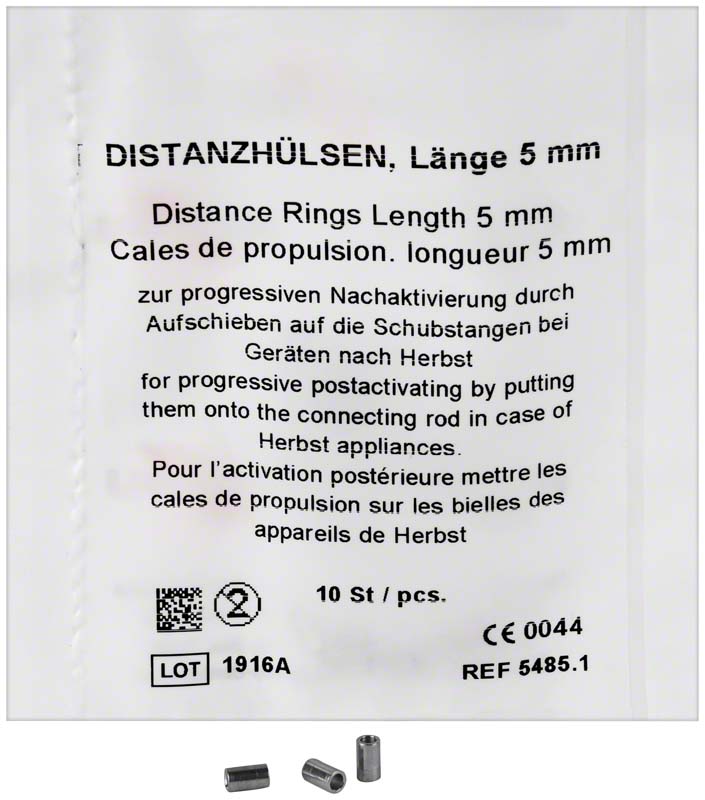 DISTANZHÜLSEN, Länge 5 mm
Distance Rings Length 5 mm
Cales de propulsion. longueur 5 mm
zur progressiven Nachaktivierung durch
Aufschieben auf die Schubstangen bei
Geräten nach Herbst
for progressive postactivating by putting
them onto the connecting rod in case of
Herbst appliances.
Pour l'activation postérieure mettre les
cales de propulsion sur les bielles des
appareils de Herbst
2 10 St / pcs.
CE 0044
LOT 1916A
REF 5485.1